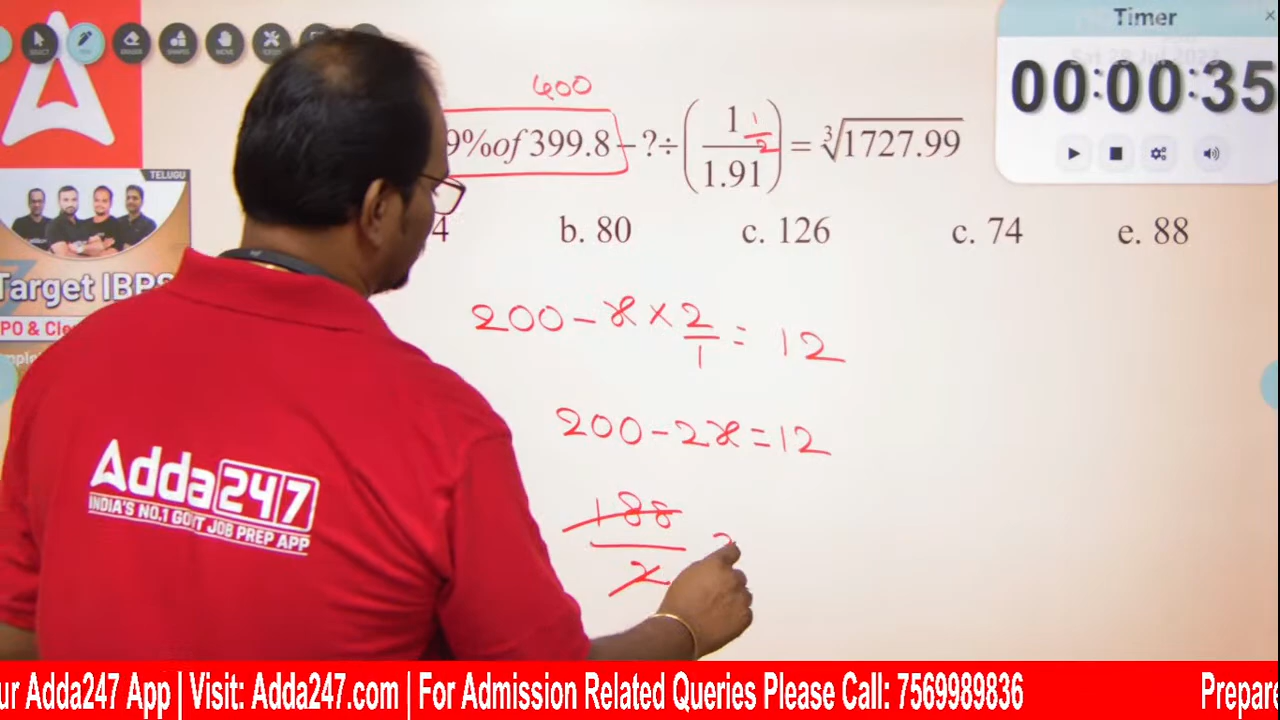 Timer
00:00:35
400
9% of 399.8 - ? ÷ ( 1 / 1.91 ) = ∛1727.99
1/2
4 b. 80 c. 126 c. 74 e. 88
TELUGU
Target IBPS
PO & Cle
200 - x × 2/1 = 12
200 - 2x = 12
188
2
Adda247
INDIA'S NO.1 GOVT JOB PREP APP
ur Adda247 App | Visit: Adda247.com | For Admission Related Queries Please Call: 7569989836 Prepare